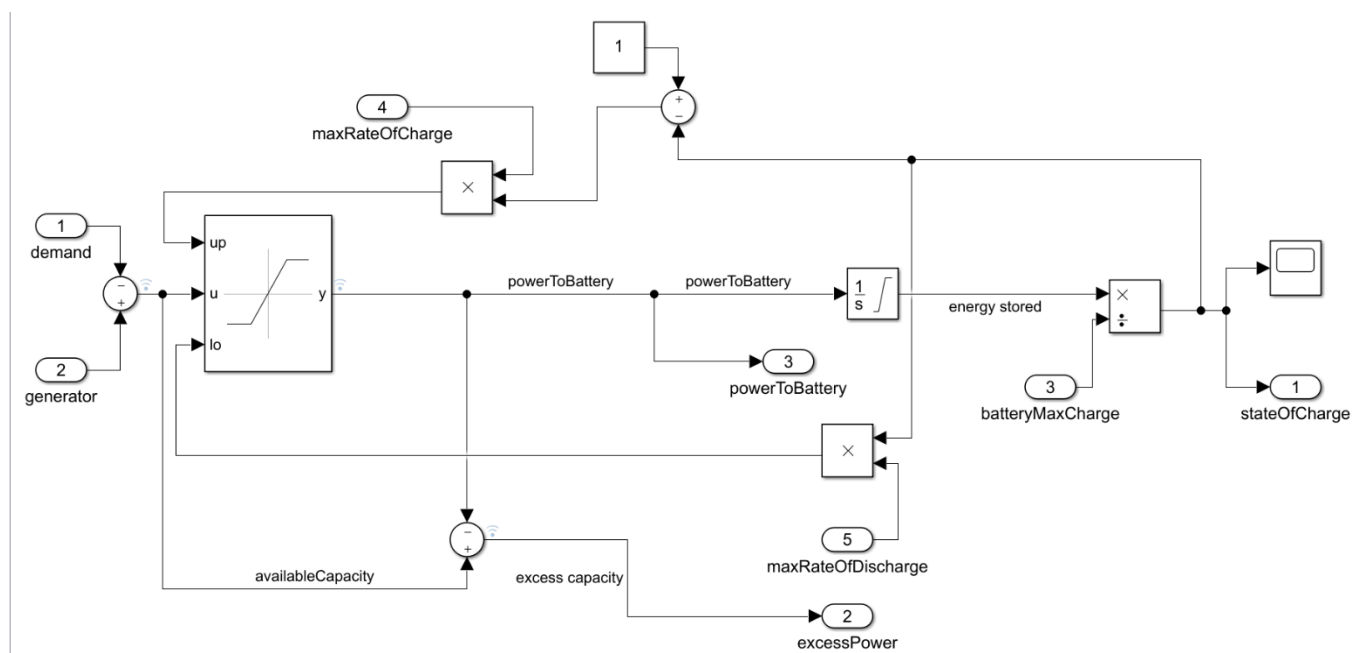 1
4
maxRateOfCharge
+
−
×
1
demand
up
−
+
u
y
lo
2
generator
powerToBattery
powerToBattery
1
s
energy stored
×
÷
3
powerToBattery
3
batteryMaxCharge
1
stateOfCharge
×
−
+
5
maxRateOfDischarge
availableCapacity
excess capacity
2
excessPower